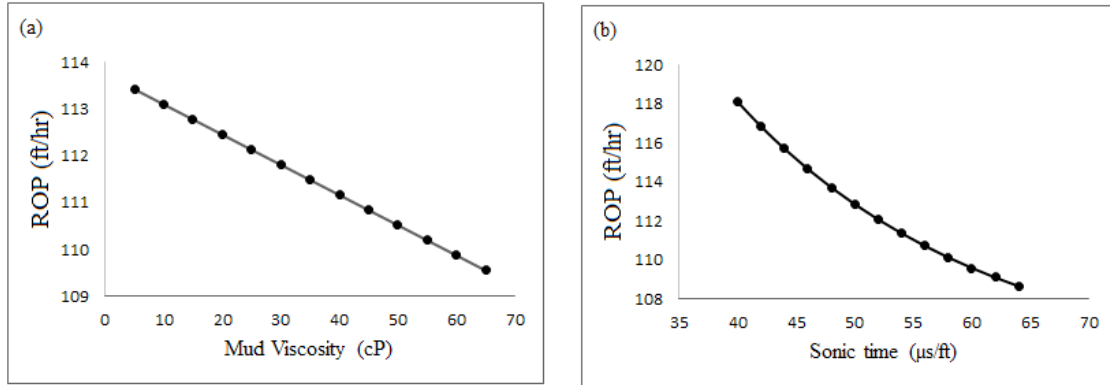 (a)
114
113
112
111
110
109
ROP (ft/hr)
0 10 20 30 40 50 60 70
Mud Viscosity (cP)
(b)
120
118
116
114
112
110
108
ROP (ft/hr)
35 40 45 50 55 60 65 70
Sonic time (μs/ft)